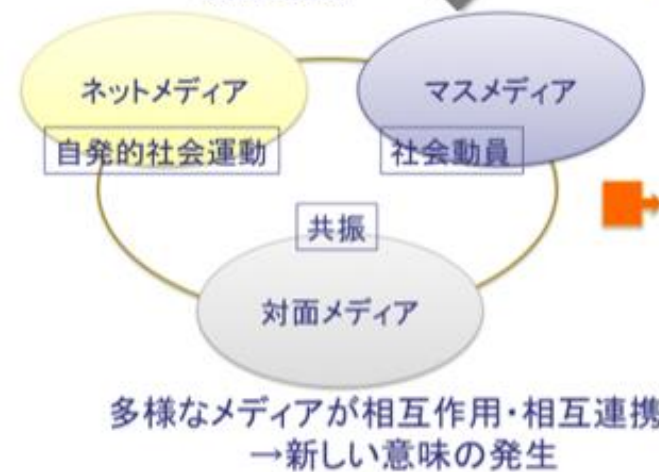 ネットメディア
マスメディア
自発的社会運動
社会動員
共振
対面メディア
多様なメディアが相互作用・相互連携
→新しい意味の発生